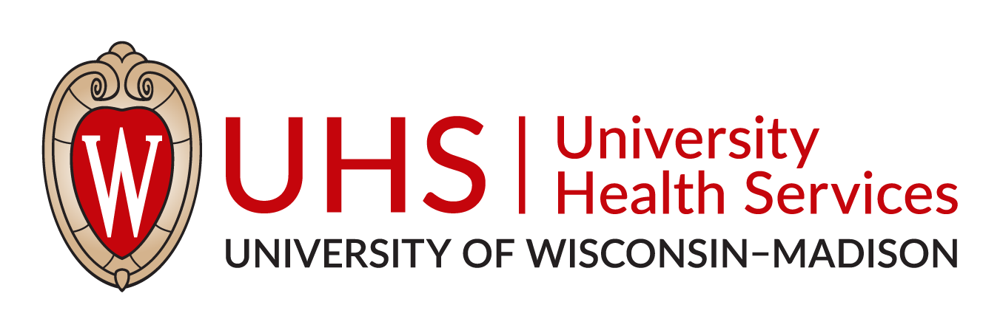 W
UHS
University
Health Services
UNIVERSITY OF WISCONSIN–MADISON